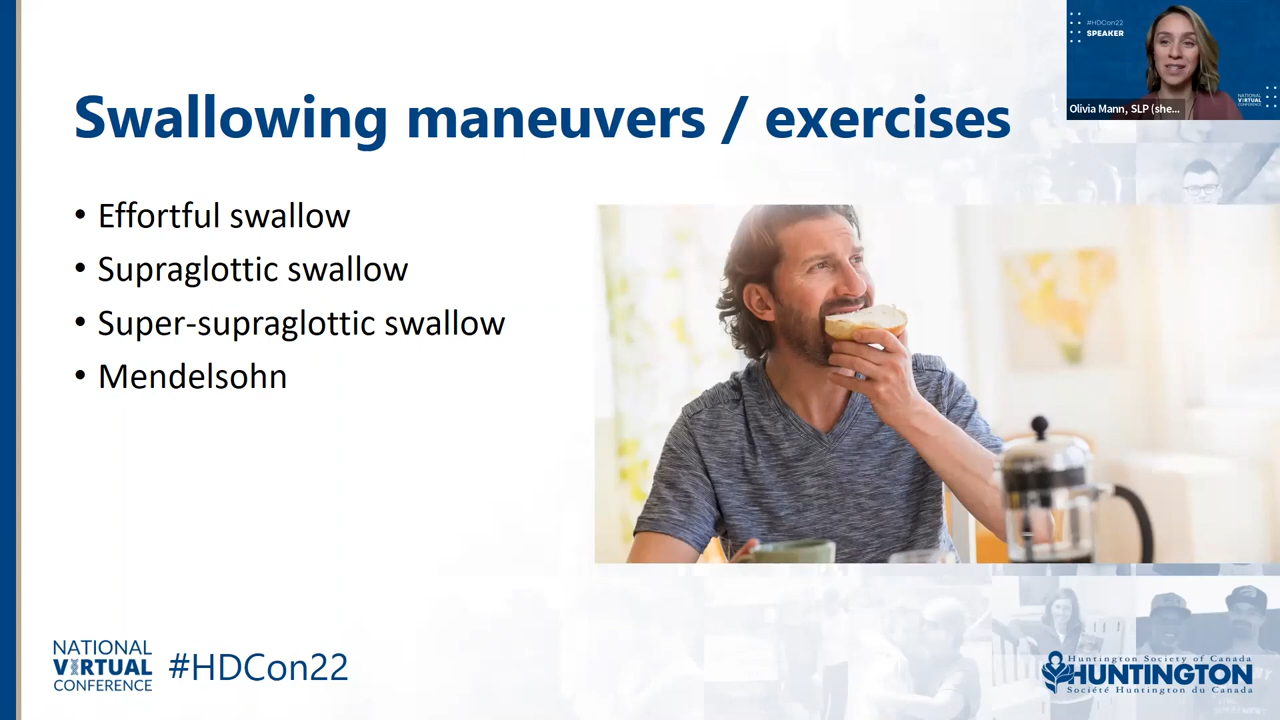 #HDCon22
SPEAKER
Olivia Mann, SLP (she...
NATIONAL
VIRTUAL
CONFERENCE
Swallowing maneuvers / exercises
• Effortful swallow
• Supraglottic swallow
• Super-supraglottic swallow
• Mendelsohn
NATIONAL
VIRTUAL
CONFERENCE
#HDCon22
Huntington Society of Canada
HUNTINGTON
Société Huntington du Canada